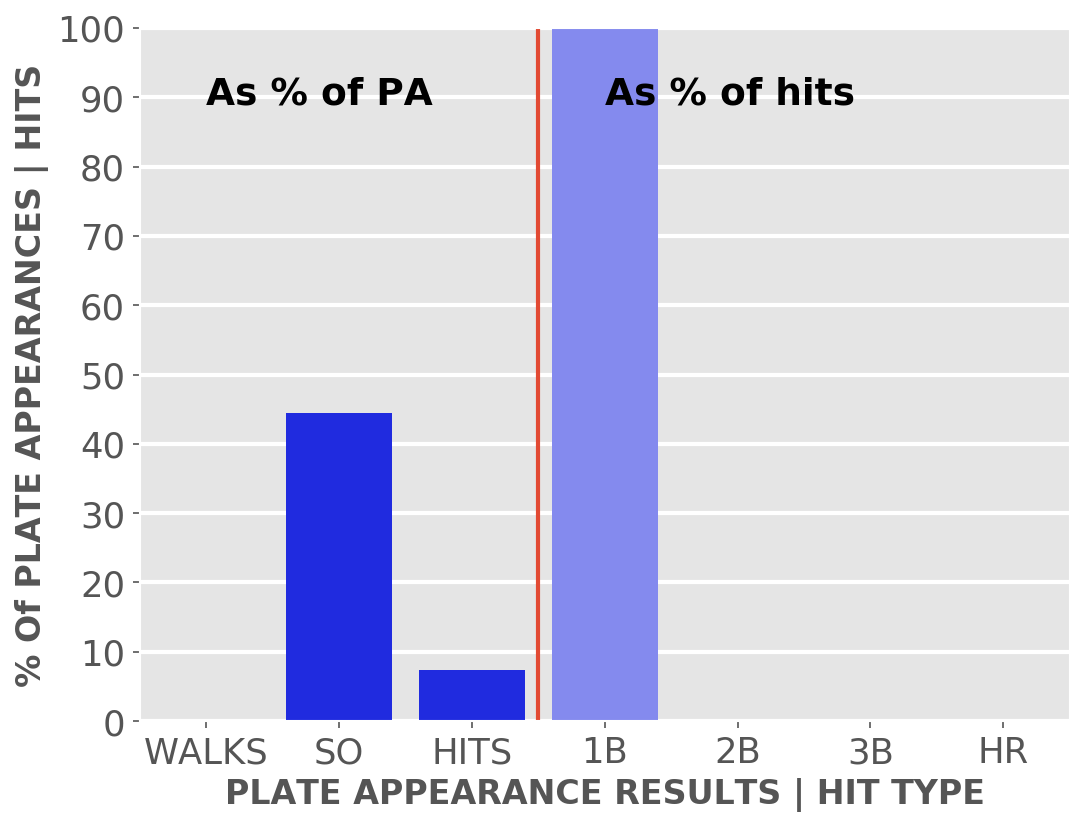 100
90
80
70
60
50
40
30
20
10
0
% Of PLATE APPEARANCES | HITS
As % of PA
As % of hits
WALKS SO HITS 1B 2B 3B HR
PLATE APPEARANCE RESULTS | HIT TYPE